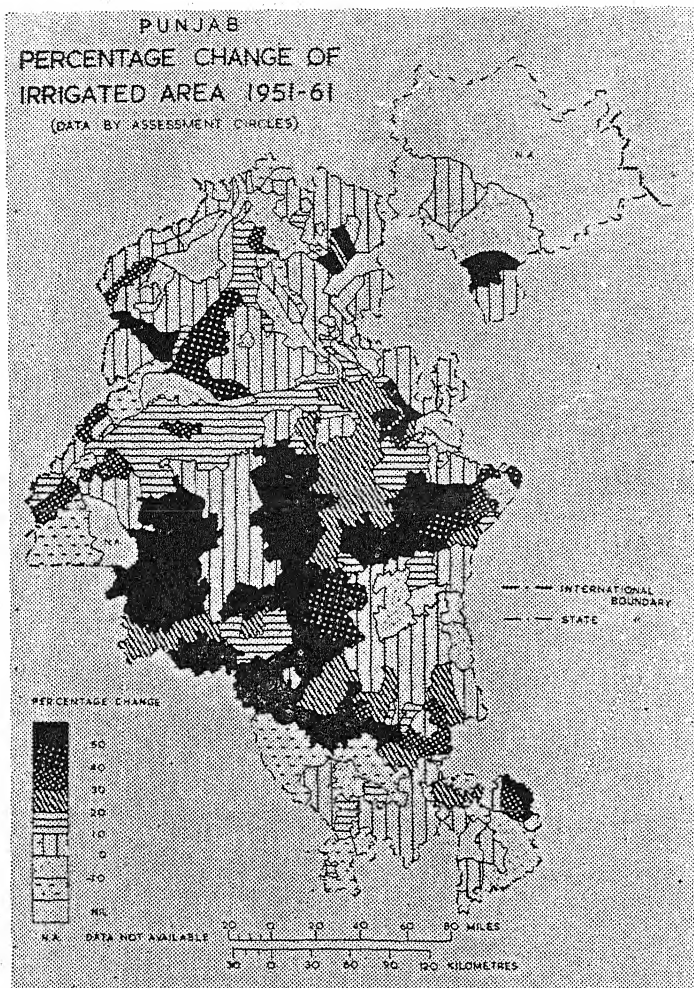 PUNJAB
PERCENTAGE CHANGE OF
IRRIGATED AREA 1951-61
(DATA BY ASSESSMENT CIRCLES)
N.A.
N.A.
INTERNATIONAL
BOUNDARY
STATE "
PERCENTAGE CHANGE
50
40
30
20
10
0
-10
NIL
N.A. DATA NOT AVAILABLE
20 0 20 40 60 80 MILES
30 0 30 60 90 120 KILOMETRES